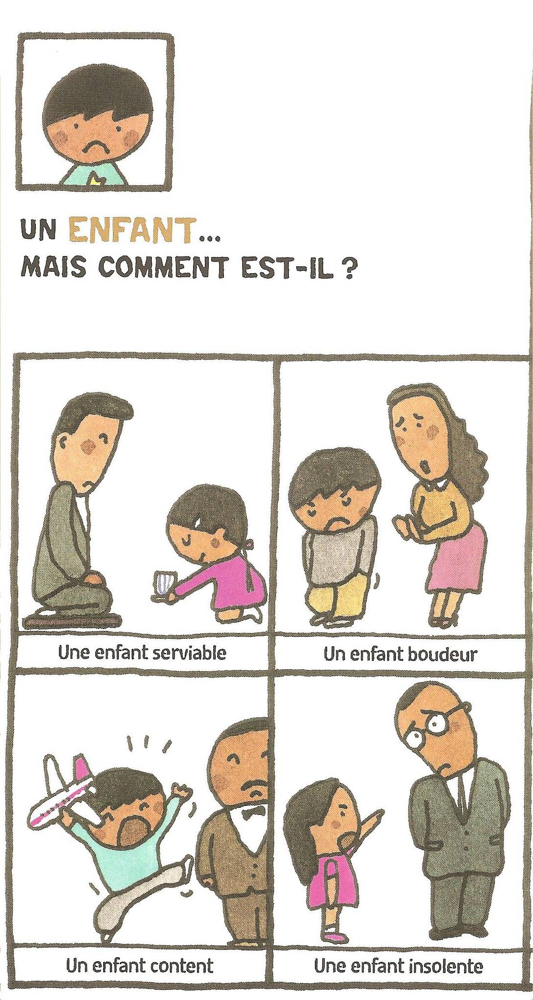 UN ENFANT...
MAIS COMMENT EST-IL ?
Une enfant serviable
Un enfant boudeur
Un enfant content
Une enfant insolente